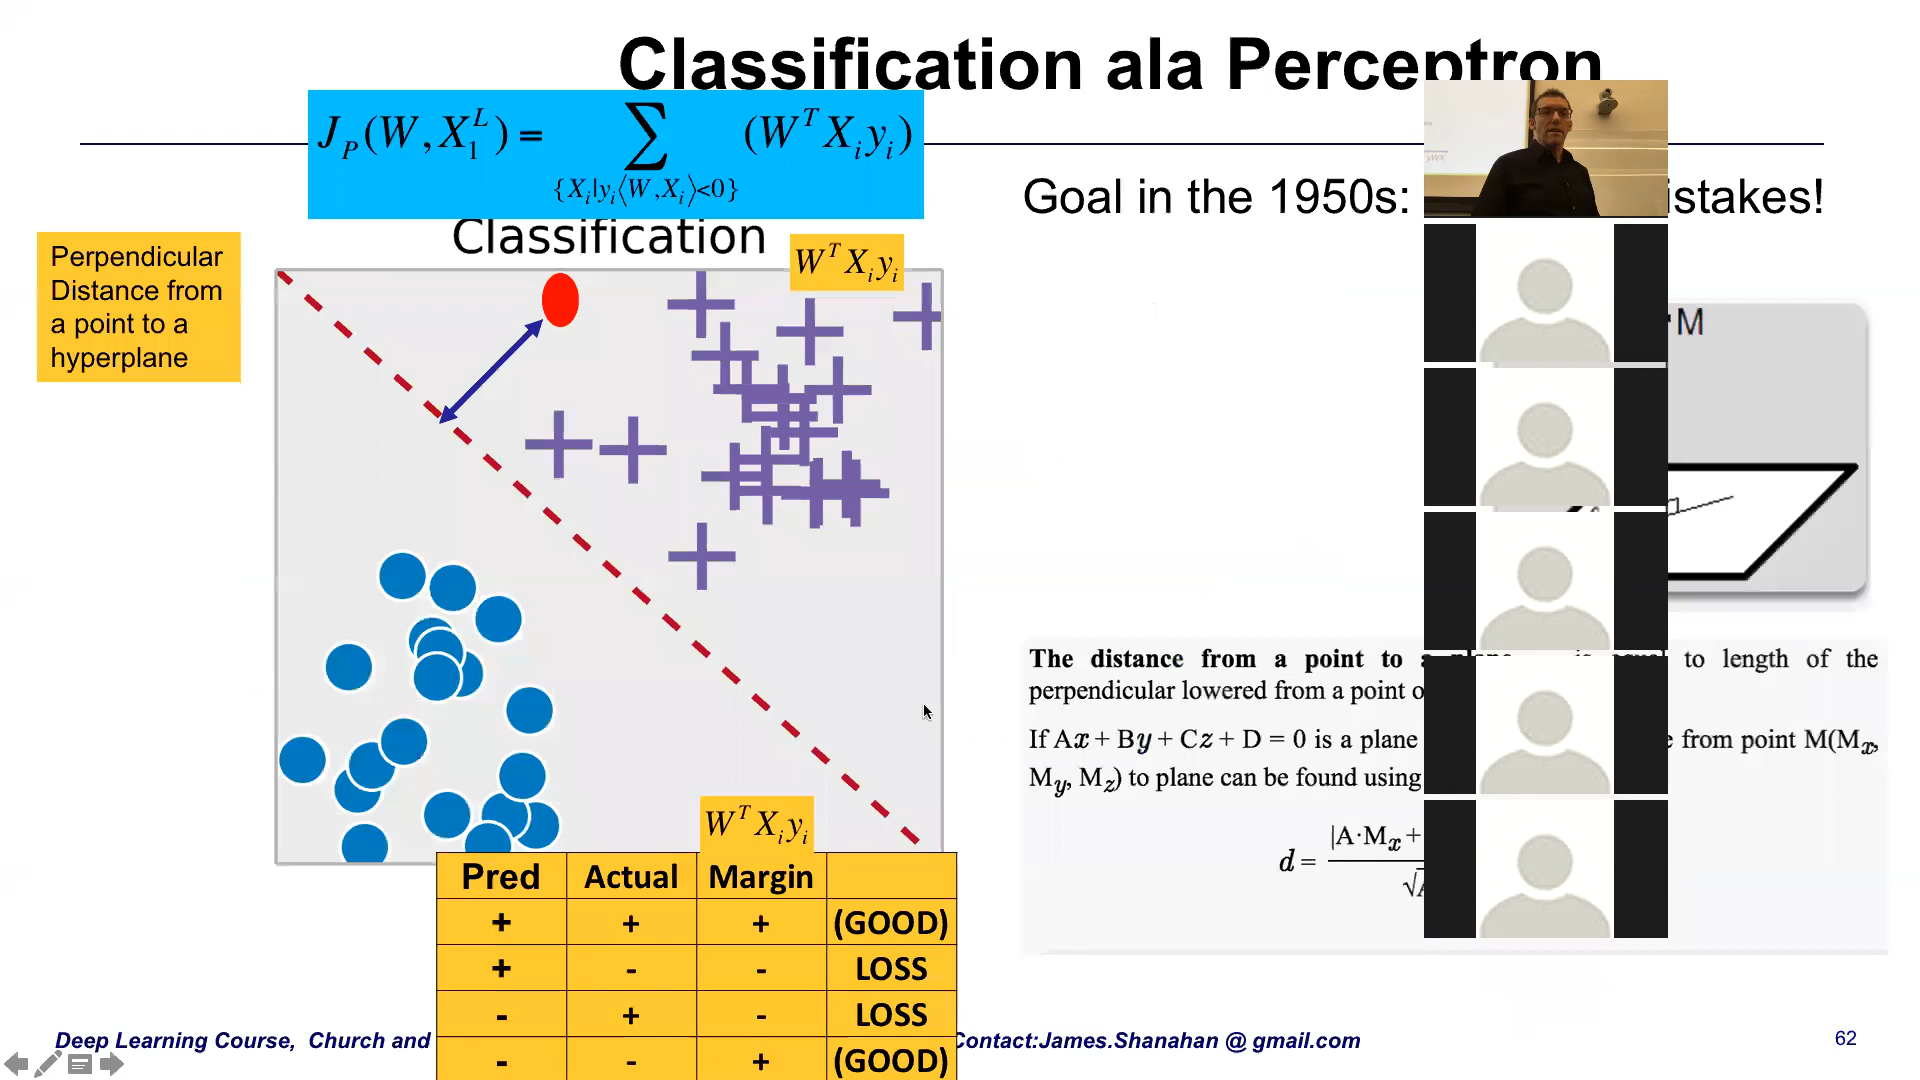 Classification ala Perceptron
J_P(W, X_1^L) = ∑_{X_i|y_i⟨W,X_i⟩<0} (W^T X_i y_i)
Goal in the 1950s: istakes!
Classification
W^T X_i y_i
Perpendicular
Distance from
a point to a
hyperplane
M
The distance from a point to a plane is equal to length of the
perpendicular lowered from a point
If Ax + By + Cz + D = 0 is a plane from point M(Mx,
My, Mz) to plane can be found using
d = |A·Mx +
W^T X_i y_i
Pred Actual Margin
+ + + (GOOD)
+ - - LOSS
- + - LOSS
- - + (GOOD)
Deep Learning Course, Church and Contact:James.Shanahan @ gmail.com 62